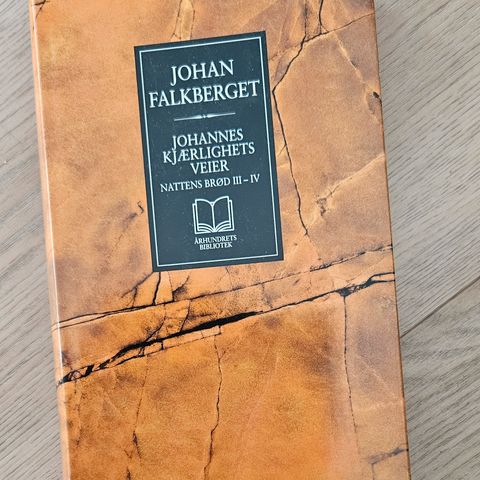 JOHAN
FALKBERGET
JOHANNES
KJÆRLIGHETS
VEIER
NATTENS BRØD III – IV
ÅRHUNDRETS
BIBLIOTEK